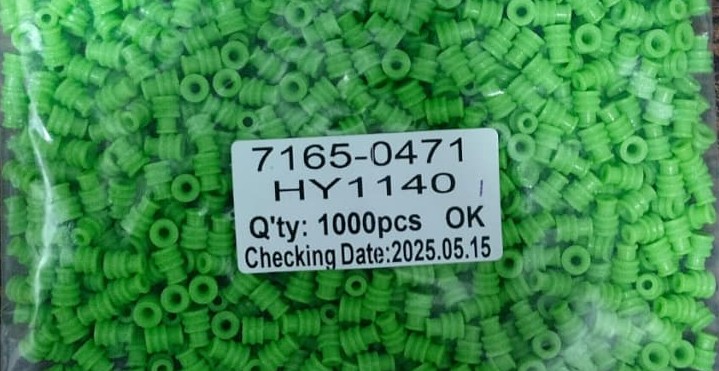 7165-0471
HY1140
Q'ty: 1000pcs OK
Checking Date:2025.05.15